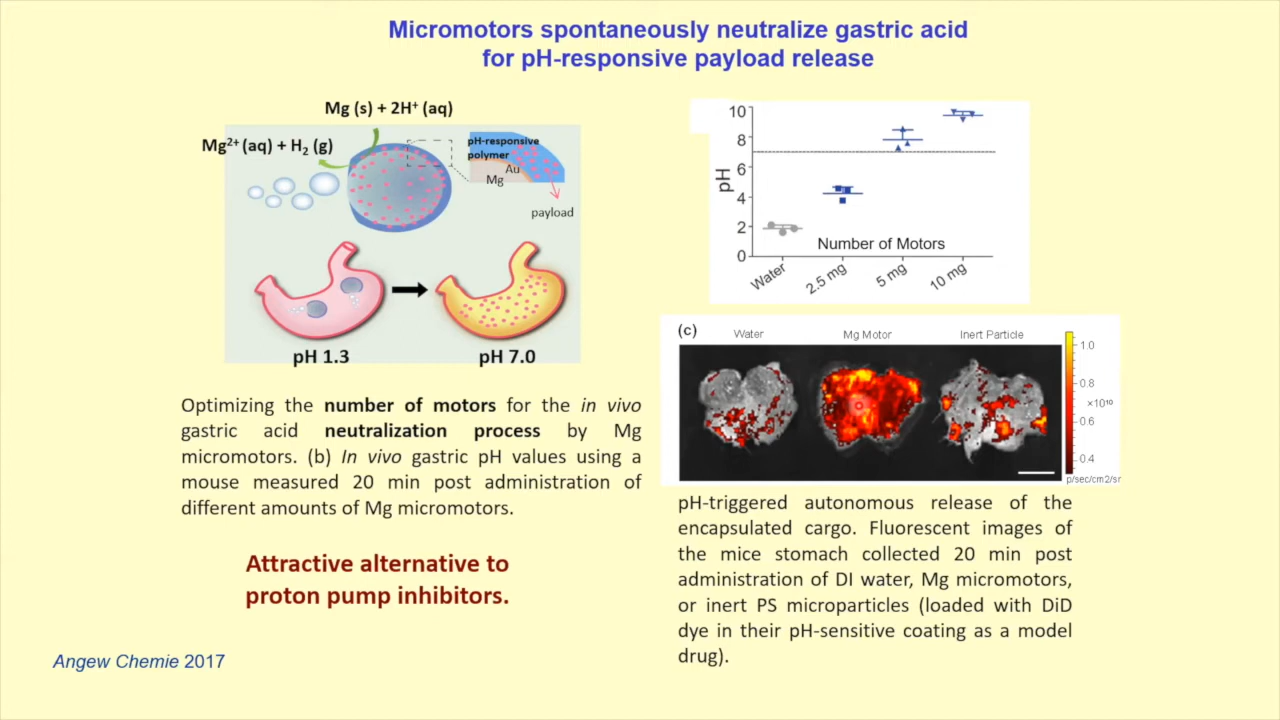 Micromotors spontaneously neutralize gastric acid
for pH-responsive payload release
Mg (s) + 2H⁺ (aq)
Mg²⁺ (aq) + H₂ (g)
pH-responsive
polymer
Au
Mg
payload
pH 1.3
pH 7.0
Optimizing the number of motors for the in vivo
gastric acid neutralization process by Mg
micromotors. (b) In vivo gastric pH values using a
mouse measured 20 min post administration of
different amounts of Mg micromotors.
Attractive alternative to
proton pump inhibitors.
Angew Chemie 2017
10
8
6
4
2
0
pH
Number of Motors
Water
2.5 mg
5 mg
10 mg
(c)
Water
Mg Motor
Inert Particle
1.0
0.8
×10¹⁰
0.6
0.4
p/sec/cm2/sr
pH-triggered autonomous release of the
encapsulated cargo. Fluorescent images of
the mice stomach collected 20 min post
administration of DI water, Mg micromotors,
or inert PS microparticles (loaded with DiD
dye in their pH-sensitive coating as a model
drug).